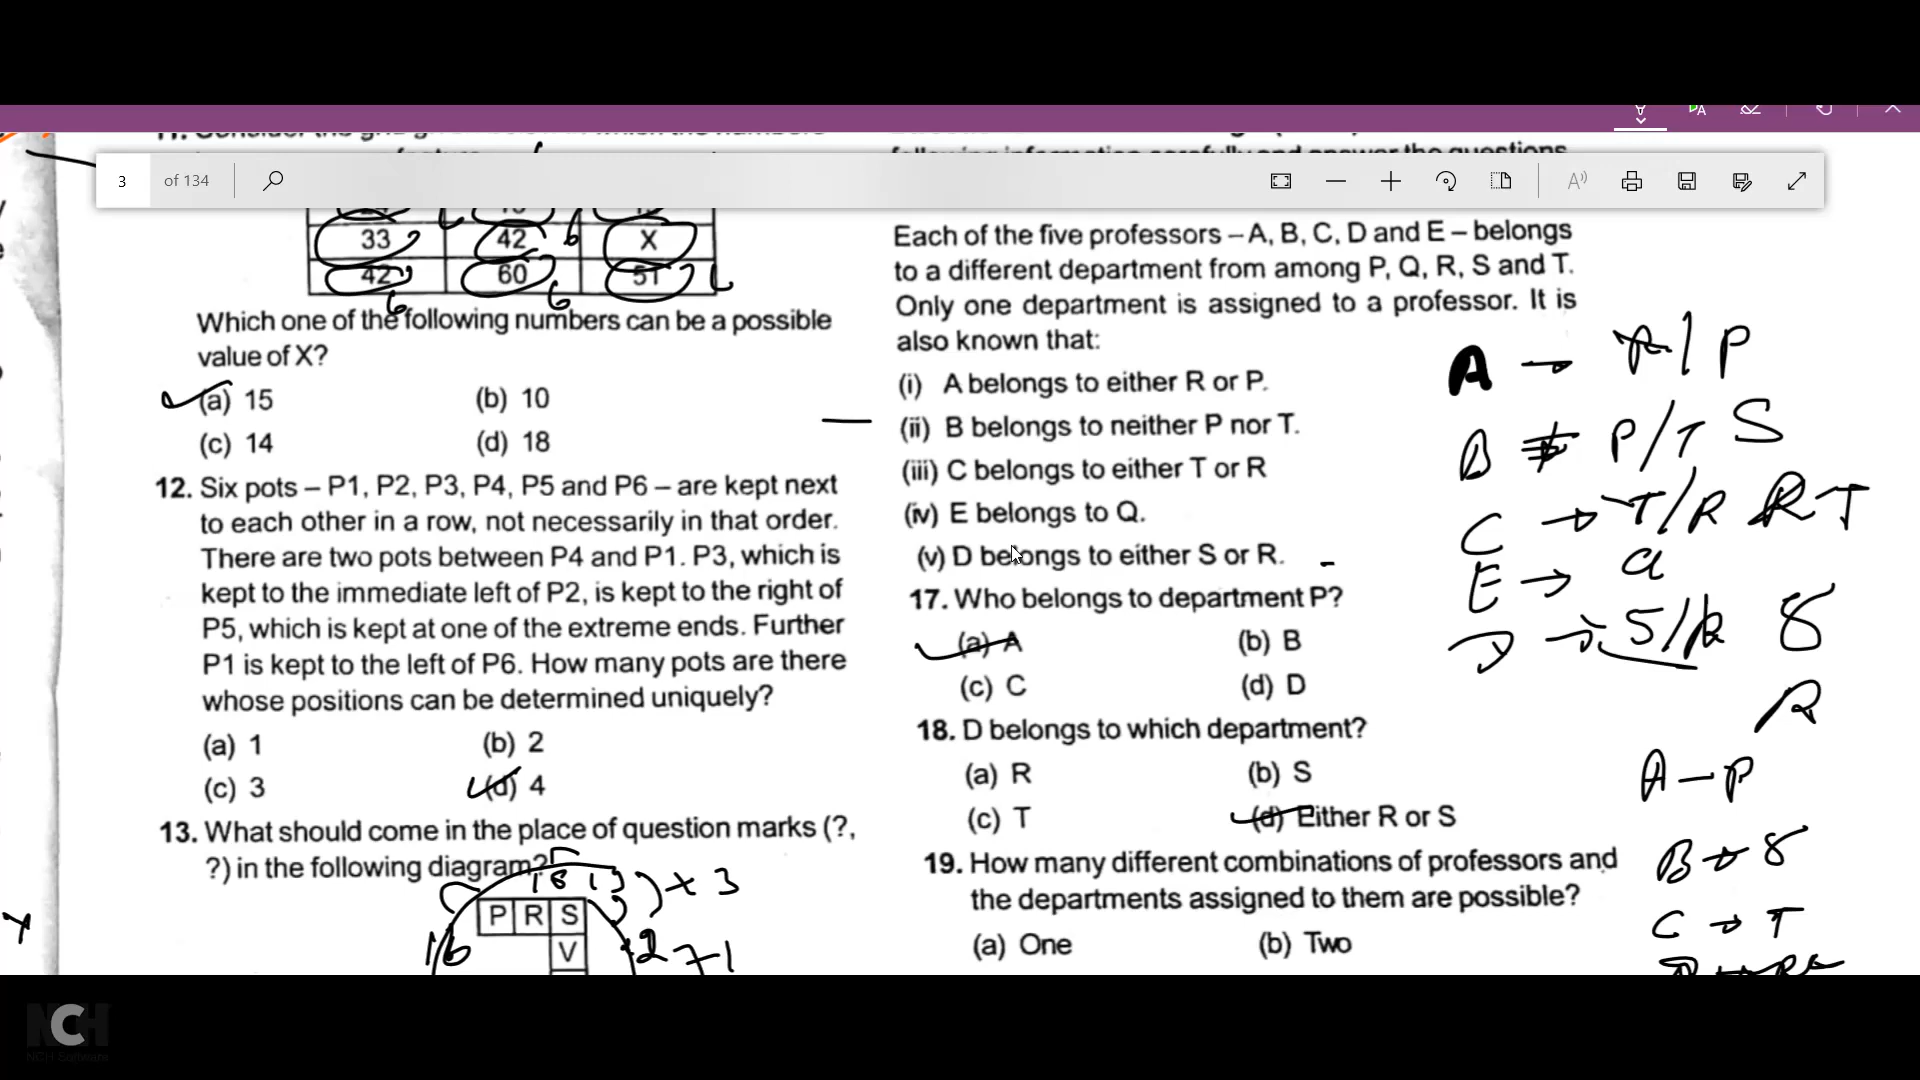 3 of 134
33 42 X
42 60 51
Which one of the following numbers can be a possible
value of X?
(a) 15 (b) 10
(c) 14 (d) 18
12. Six pots – P1, P2, P3, P4, P5 and P6 – are kept next
to each other in a row, not necessarily in that order.
There are two pots between P4 and P1. P3, which is
kept to the immediate left of P2, is kept to the right of
P5, which is kept at one of the extreme ends. Further
P1 is kept to the left of P6. How many pots are there
whose positions can be determined uniquely?
(a) 1 (b) 2
(c) 3 (d) 4
13. What should come in the place of question marks (?,
?) in the following diagram?
P R S
V
following information carefully and answer the questions
Each of the five professors – A, B, C, D and E – belongs
to a different department from among P, Q, R, S and T.
Only one department is assigned to a professor. It is
also known that:
(i) A belongs to either R or P.
(ii) B belongs to neither P nor T.
(iii) C belongs to either T or R
(iv) E belongs to Q.
(v) D belongs to either S or R.
17. Who belongs to department P?
(a) A (b) B
(c) C (d) D
18. D belongs to which department?
(a) R (b) S
(c) T (d) Either R or S
19. How many different combinations of professors and
the departments assigned to them are possible?
(a) One (b) Two
A → R / P
B ≠ P/T S
C → T/R R T
E → Q
D → S/R S
R
A – P
B → S
C → T
NCH
NCH Software